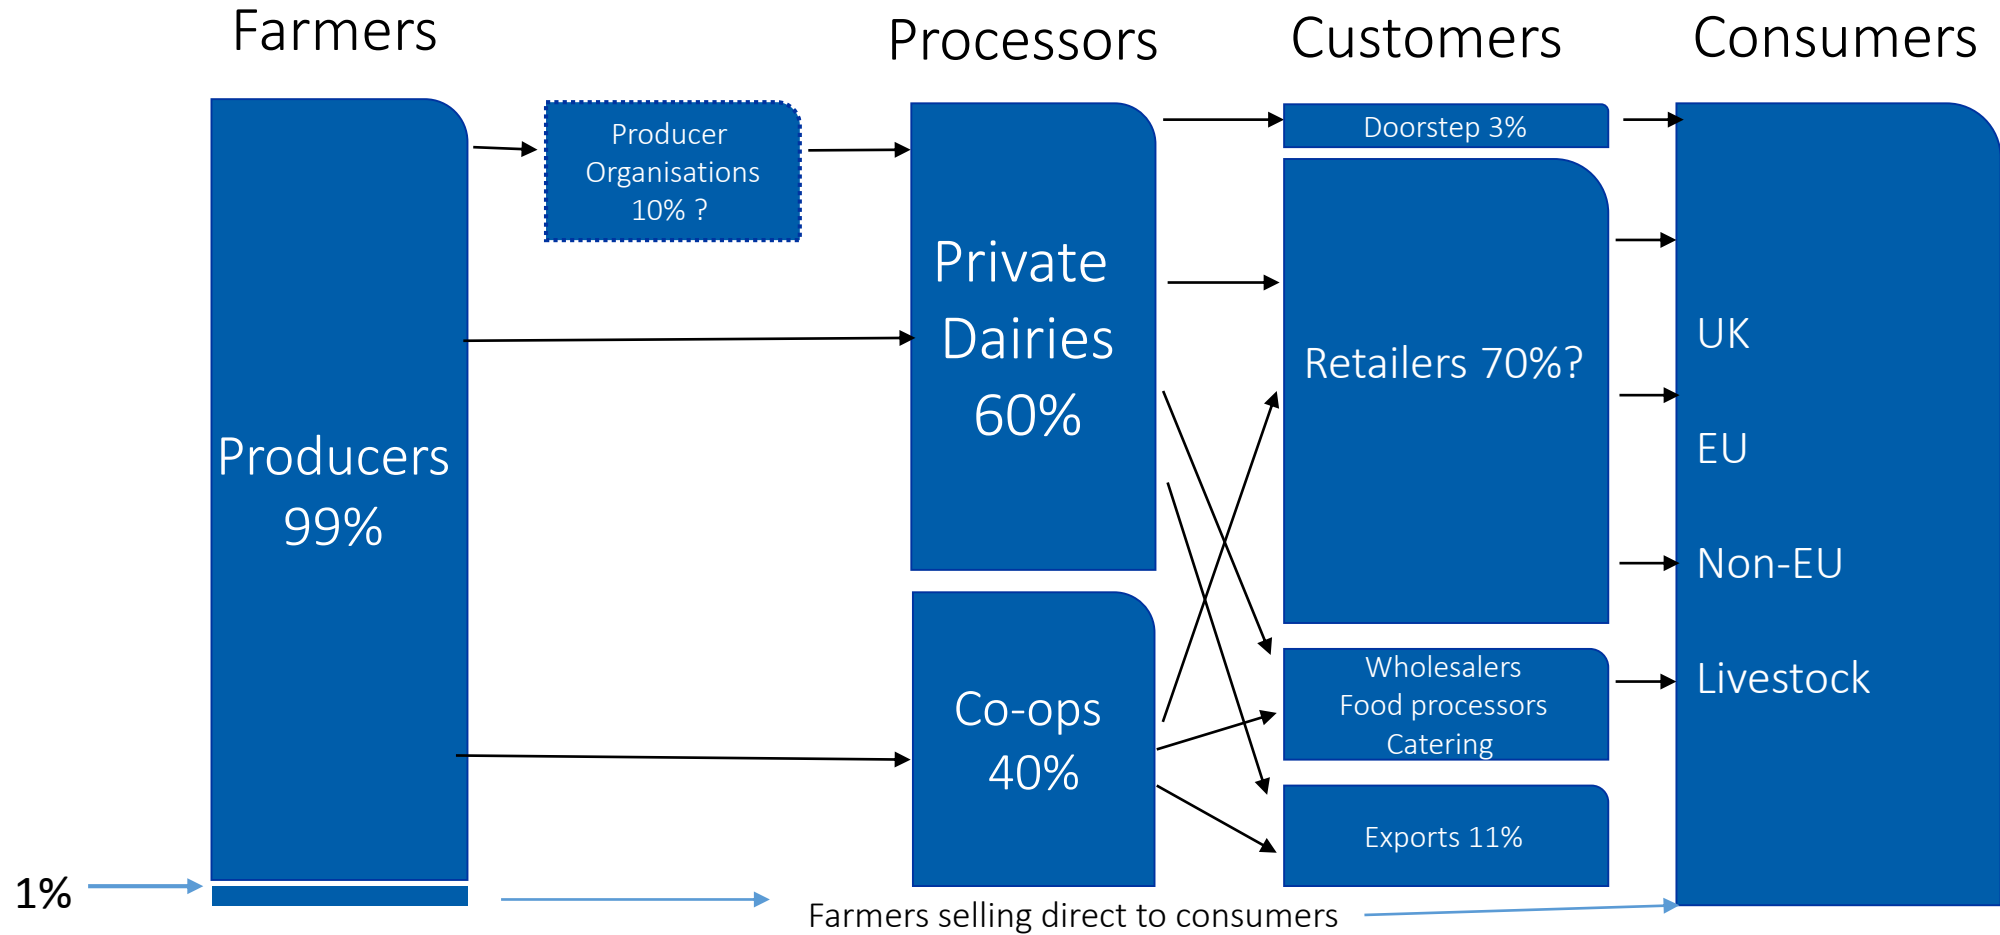 Farmers
Processors
Customers
Consumers
Producers
99%
Producer
Organisations
10% ?
Private
Dairies
60%
Co-ops
40%
Doorstep 3%
Retailers 70%?
Wholesalers
Food processors
Catering
Exports 11%
UK
EU
Non-EU
Livestock
1%
Farmers selling direct to consumers